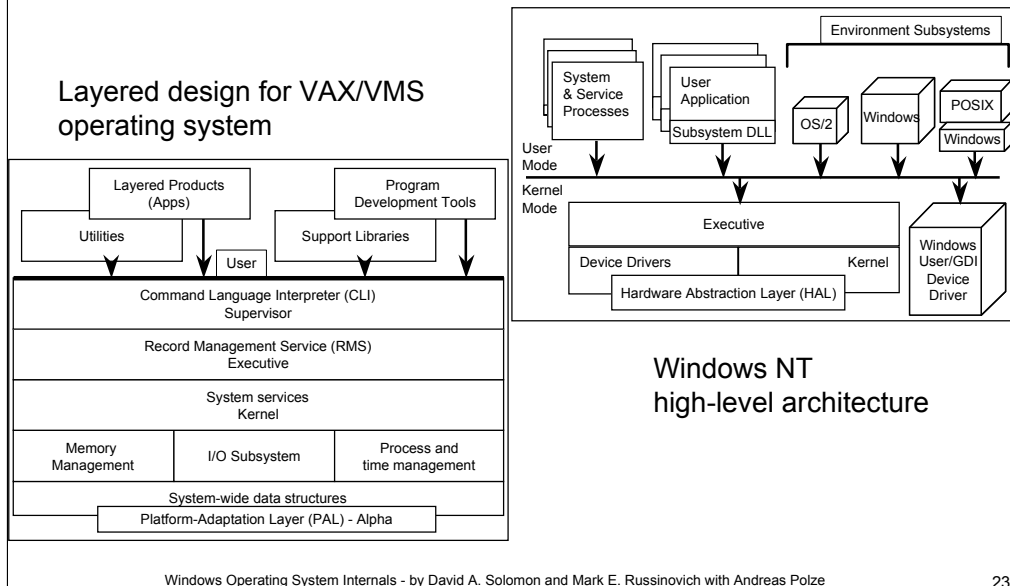 Layered design for VAX/VMS
operating system
Layered Products
(Apps)
Program
Development Tools
Utilities
Support Libraries
User
Command Language Interpreter (CLI)
Supervisor
Record Management Service (RMS)
Executive
System services
Kernel
Memory
Management
I/O Subsystem
Process and
time management
System-wide data structures
Platform-Adaptation Layer (PAL) - Alpha
Environment Subsystems
System
& Service
Processes
User
Application
Subsystem DLL
OS/2
Windows
POSIX
Windows
User
Mode
Kernel
Mode
Executive
Device Drivers
Kernel
Hardware Abstraction Layer (HAL)
Windows
User/GDI
Device
Driver
Windows NT
high-level architecture
Windows Operating System Internals - by David A. Solomon and Mark E. Russinovich with Andreas Polze
23